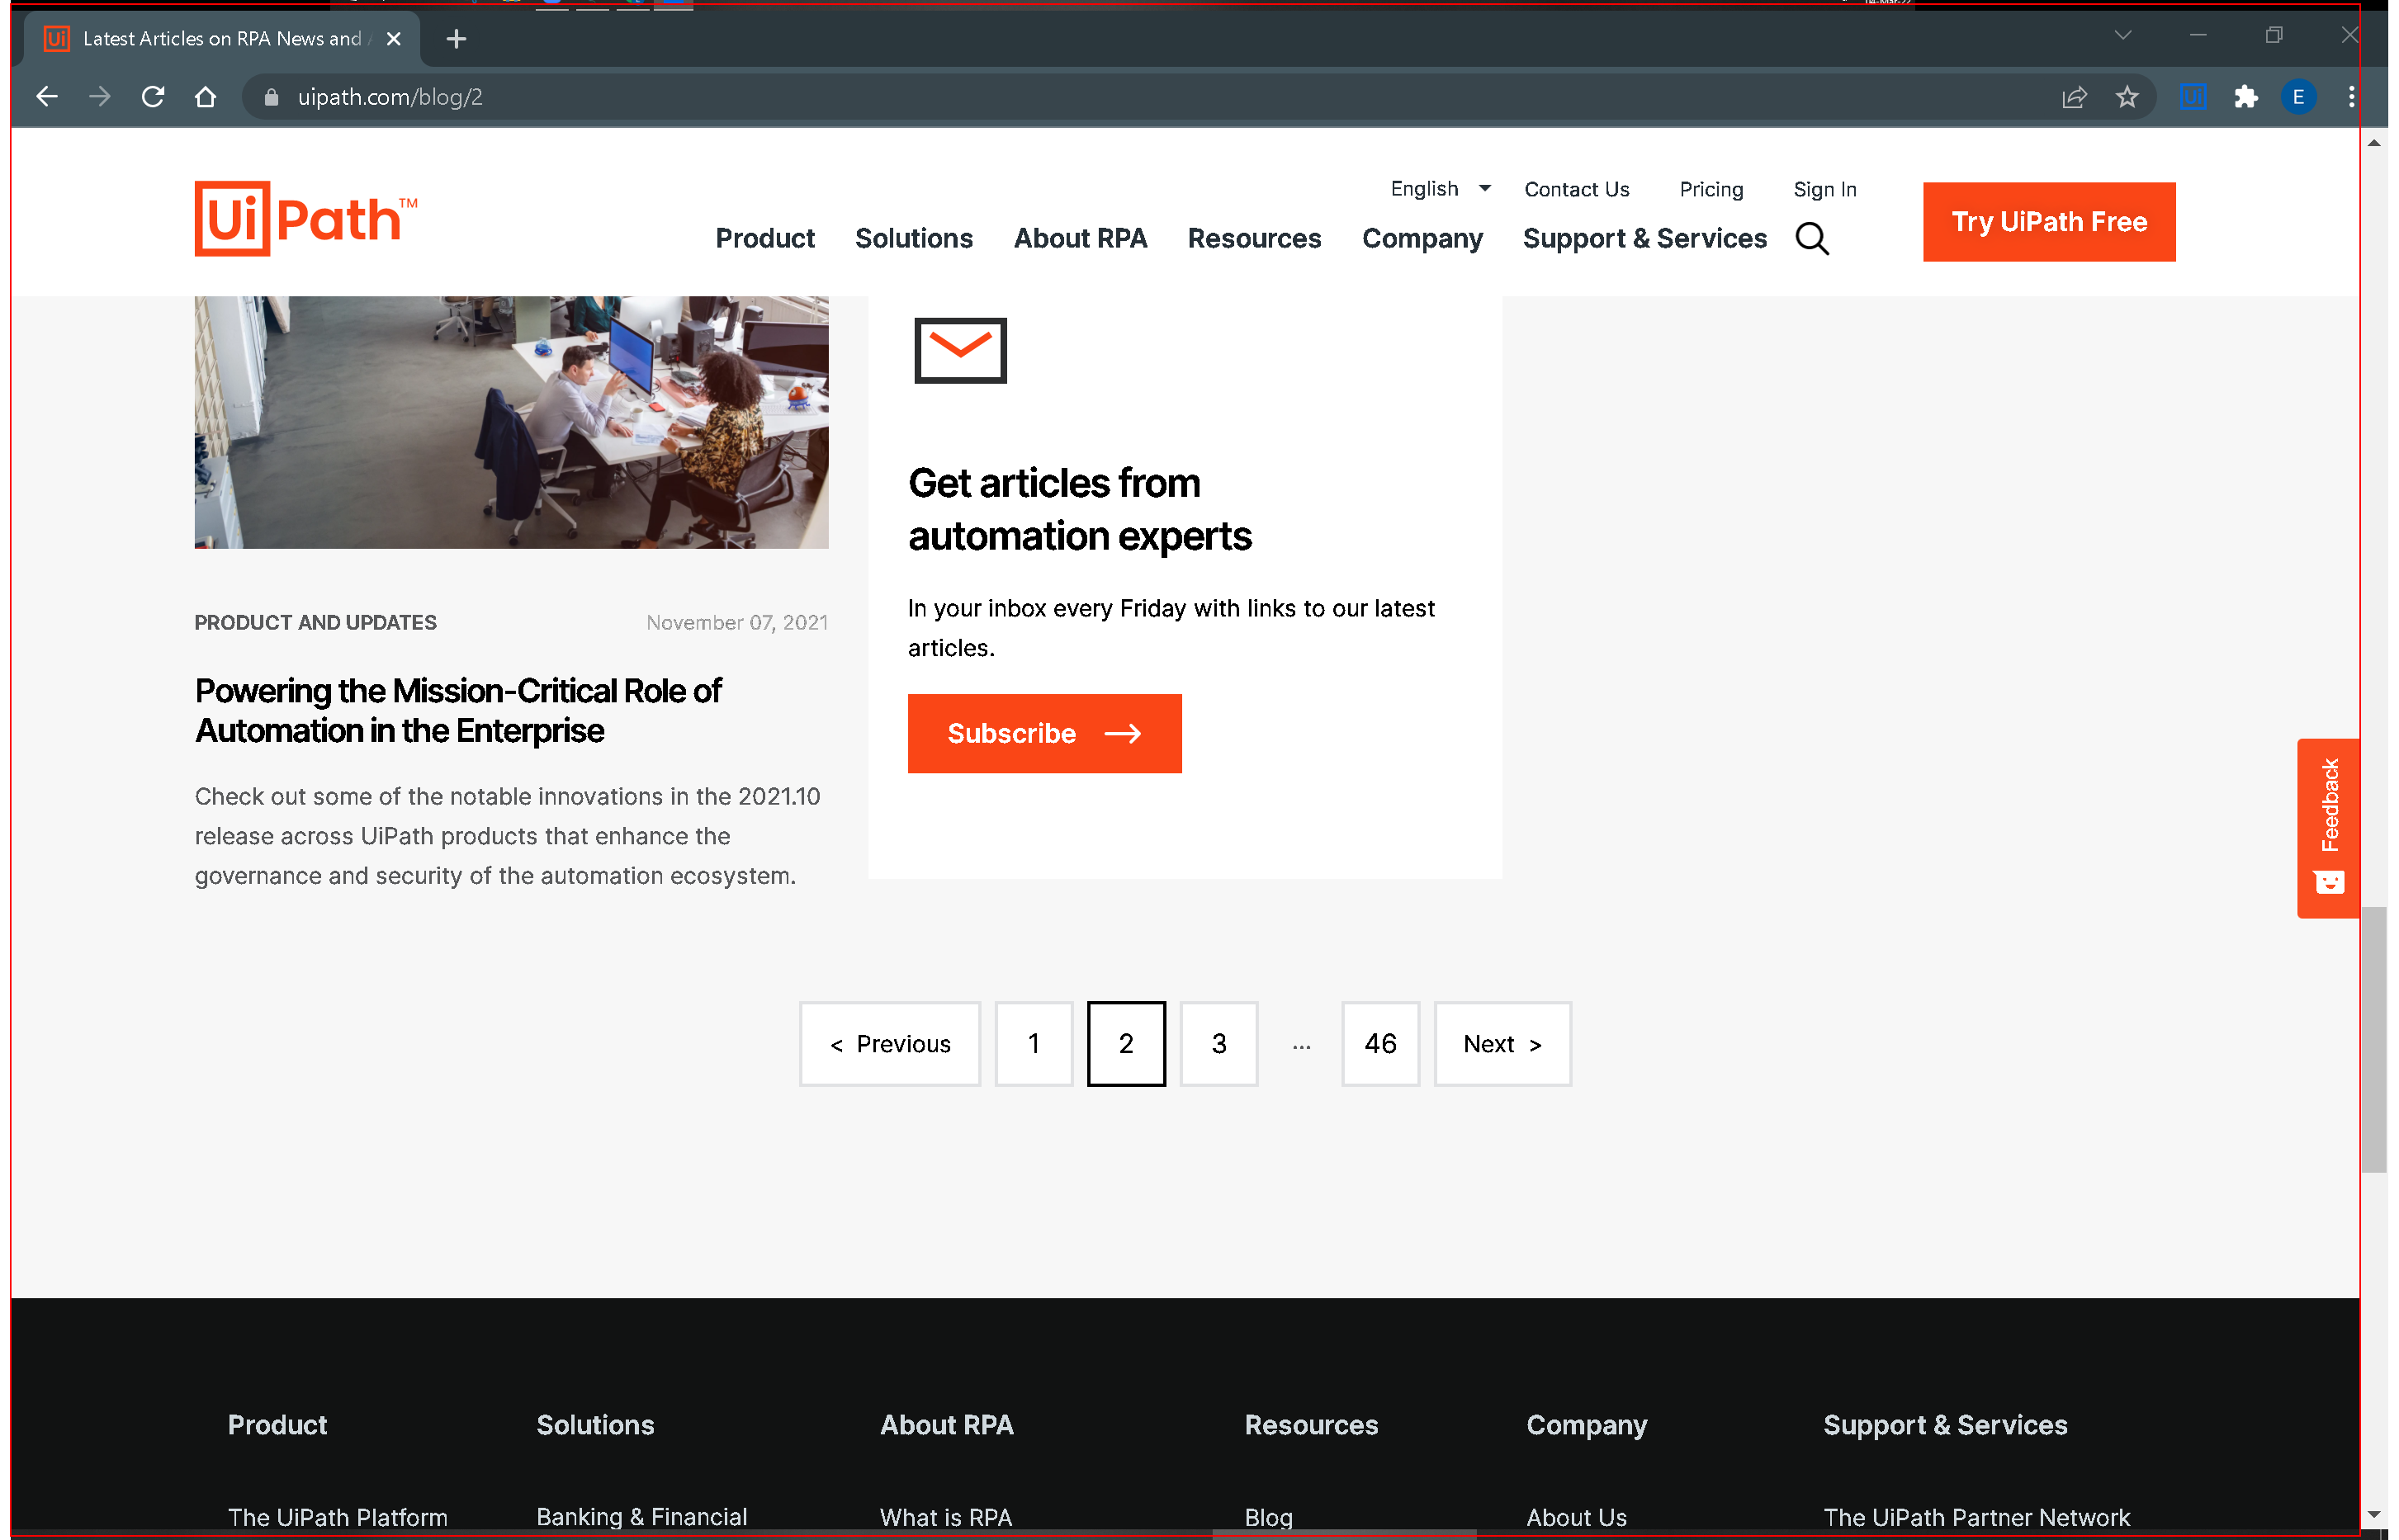 Latest Articles on RPA News and
uipath.com/blog/2
E
UiPath™
English
Contact Us
Pricing
Sign In
Product
Solutions
About RPA
Resources
Company
Support & Services
Try UiPath Free
PRODUCT AND UPDATES
November 07, 2021
Powering the Mission-Critical Role of
Automation in the Enterprise
Check out some of the notable innovations in the 2021.10
release across UiPath products that enhance the
governance and security of the automation ecosystem.
Get articles from
automation experts
In your inbox every Friday with links to our latest
articles.
Subscribe
Feedback
< Previous
1
2
3
...
46
Next >
Product
Solutions
About RPA
Resources
Company
Support & Services
The UiPath Platform
Banking & Financial
What is RPA
Blog
About Us
The UiPath Partner Network